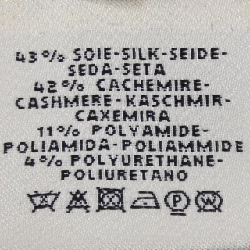 43% SOIE-SILK-SEIDE-
SEDA-SETA
42% CACHEMIRE-
CASHMERE-KASCHMIR-
CAXEMIRA
11% POLYAMIDE-
POLIAMIDA-POLIAMMIDE
4% POLYURETHANE-
POLIURETANO
P W